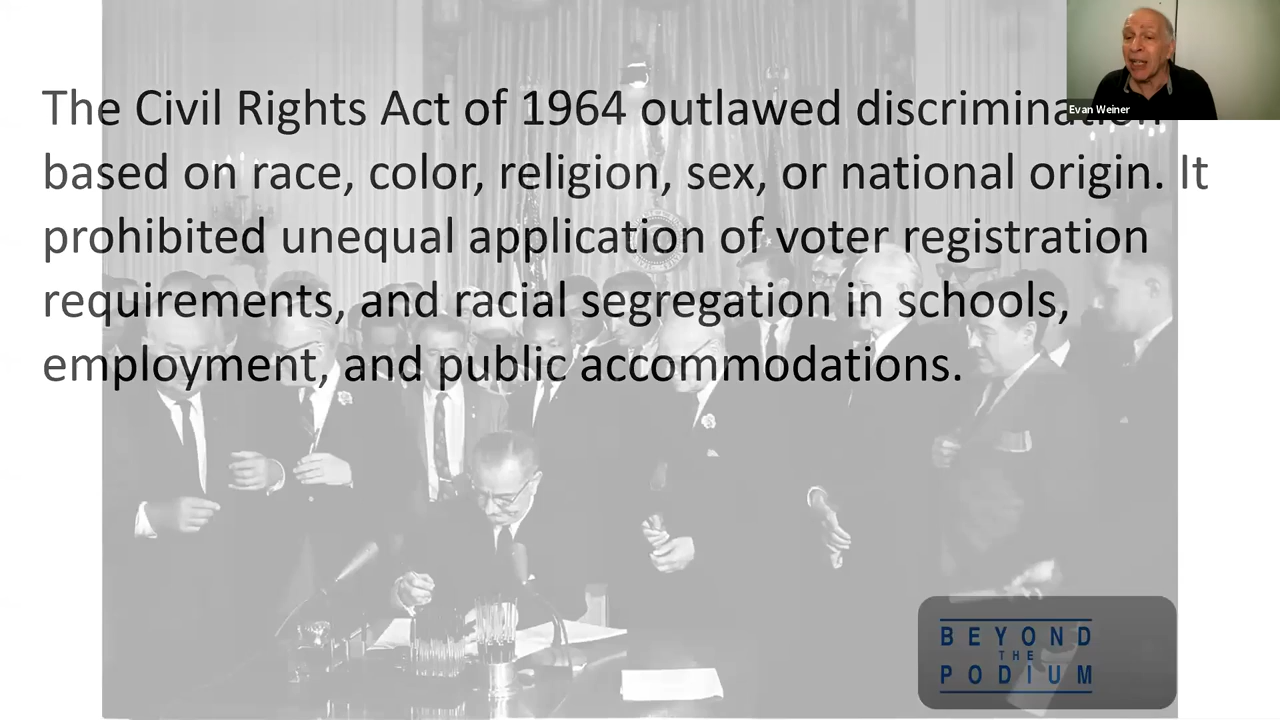 The Civil Rights Act of 1964 outlawed discrimination
based on race, color, religion, sex, or national origin. It
prohibited unequal application of voter registration
requirements, and racial segregation in schools,
employment, and public accommodations.
Evan Weiner
BEYOND
THE
PODIUM